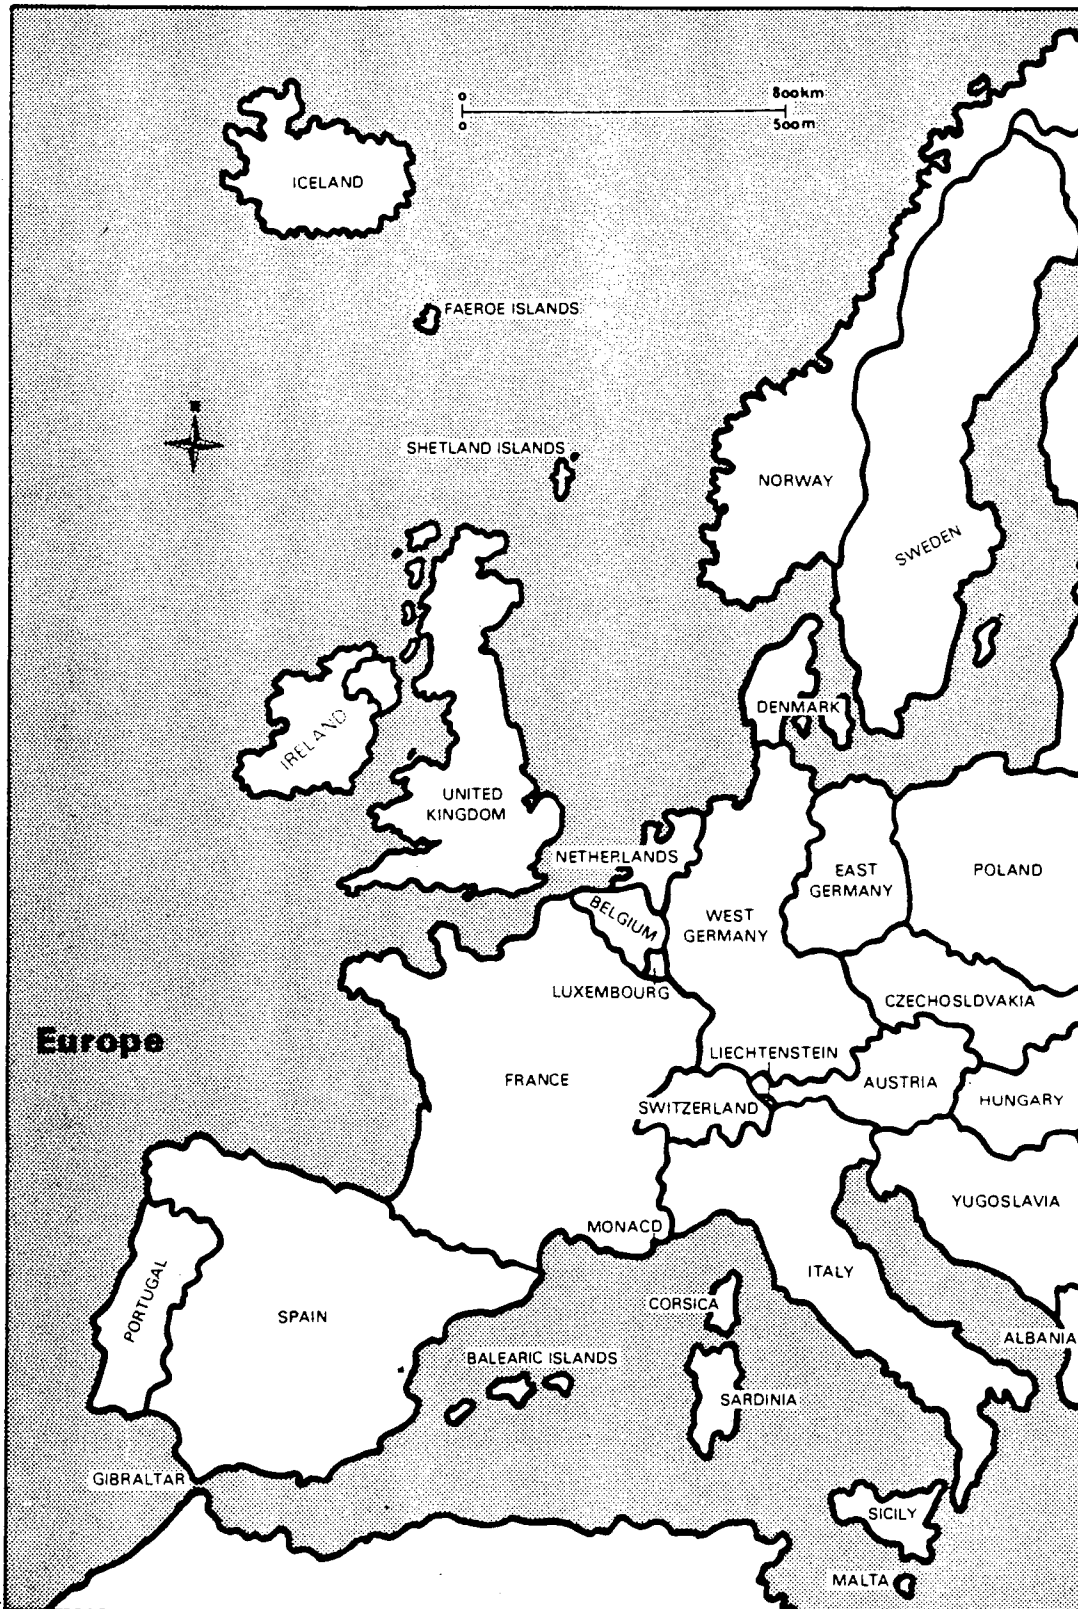 0 800km
0 500m
N
ICELAND
FAEROE ISLANDS
SHETLAND ISLANDS
NORWAY
SWEDEN
DENMARK
IRELAND
UNITED
KINGDOM
NETHERLANDS
EAST
GERMANY
POLAND
BELGIUM
WEST
GERMANY
LUXEMBOURG
CZECHOSLDVAKIA
Europe
LIECHTENSTEIN
FRANCE
AUSTRIA
SWITZERLAND
HUNGARY
YUGOSLAVIA
MONACD
ITALY
PORTUGAL
SPAIN
CORSICA
ALBANIA
BALEARIC ISLANDS
SARDINIA
GIBRALTAR
SICILY
MALTA